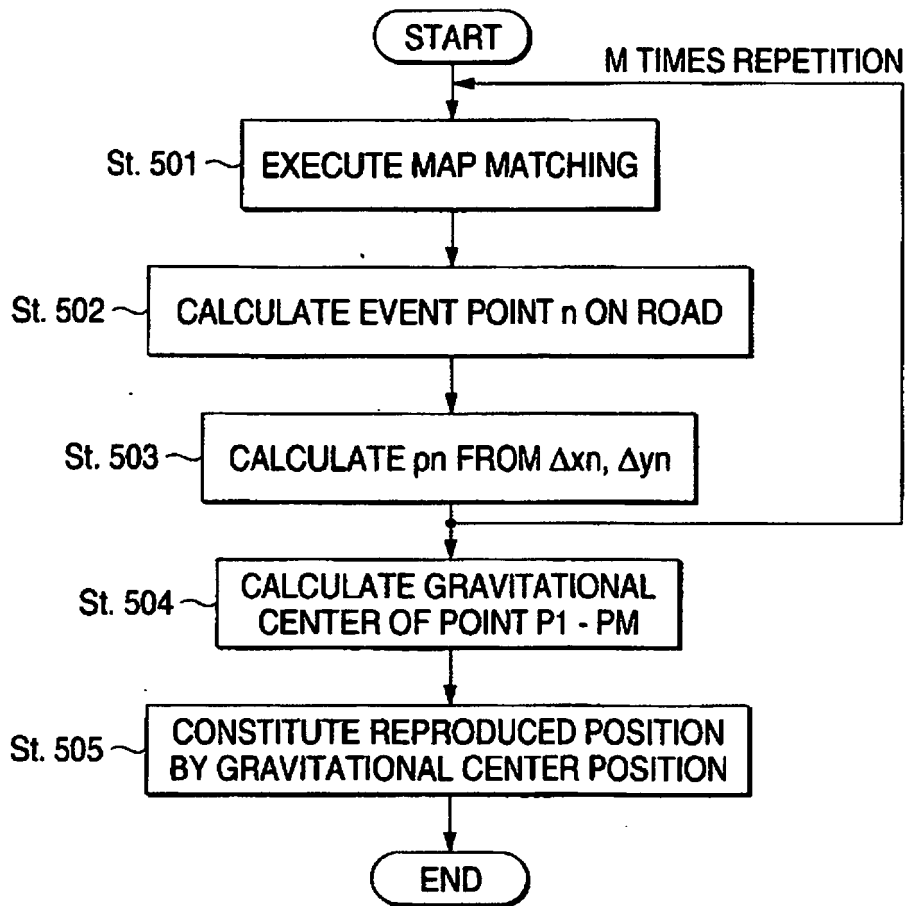 START
M TIMES REPETITION
St. 501
EXECUTE MAP MATCHING
St. 502
CALCULATE EVENT POINT n ON ROAD
St. 503
CALCULATE pn FROM Δxn, Δyn
St. 504
CALCULATE GRAVITATIONAL
CENTER OF POINT P1 - PM
St. 505
CONSTITUTE REPRODUCED POSITION
BY GRAVITATIONAL CENTER POSITION
END